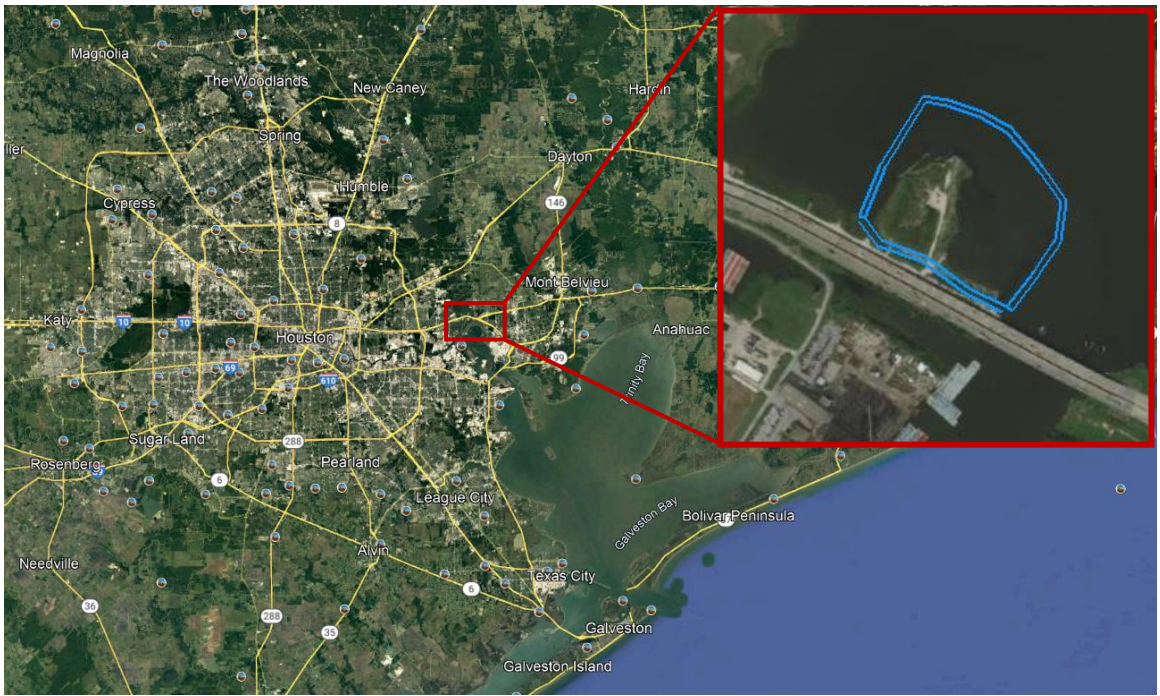 Magnolia
The Woodlands
New Caney
Hardin
Spring
ller
Dayton
Humble
146
Cypress
8
Mont Belvieu
Katy
10
10
Houston
Anahuac
99
69
610
Trinity Bay
Sugar Land
288
Rosenberg
6
Pearland
League City
Galveston Bay
Bolivar Peninsula
Needville
Alvin
Texas City
6
36
288
35
Galveston
Galveston Island